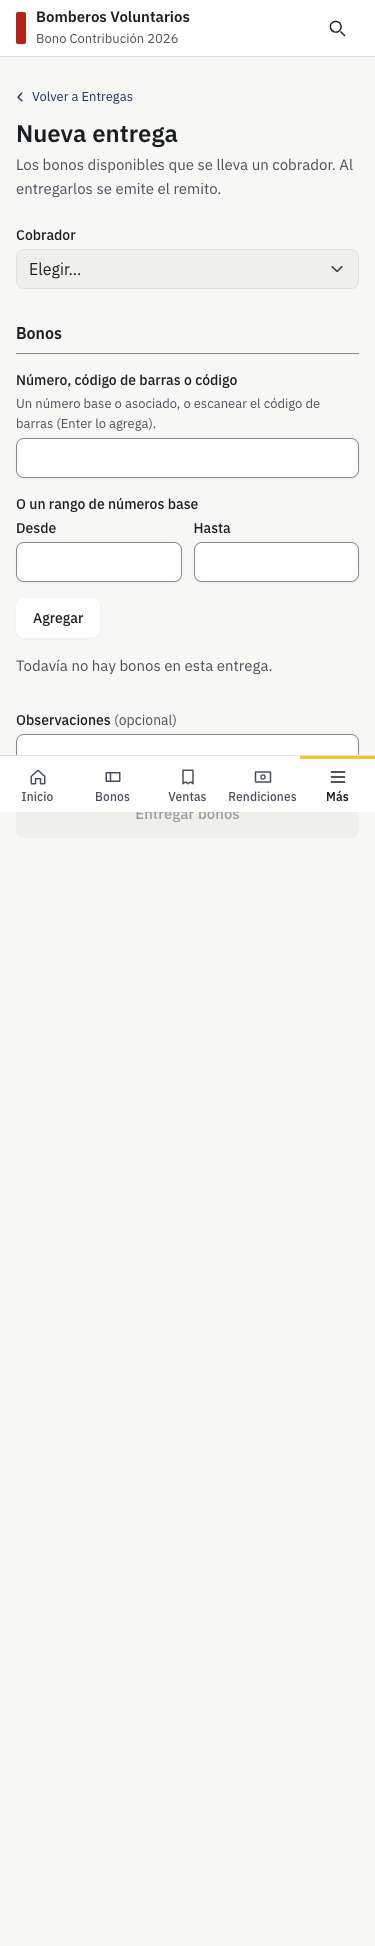 Bomberos Voluntarios
Bono Contribución 2026
Volver a Entregas
Nueva entrega
Los bonos disponibles que se lleva un cobrador. Al
entregarlos se emite el remito.
Cobrador
Elegir...
Bonos
Número, código de barras o código
Un número base o asociado, o escanear el código de
barras (Enter lo agrega).
O un rango de números base
Desde Hasta
Agregar
Todavía no hay bonos en esta entrega.
Observaciones (opcional)
Inicio Bonos Ventas Rendiciones Más
Entregar bonos